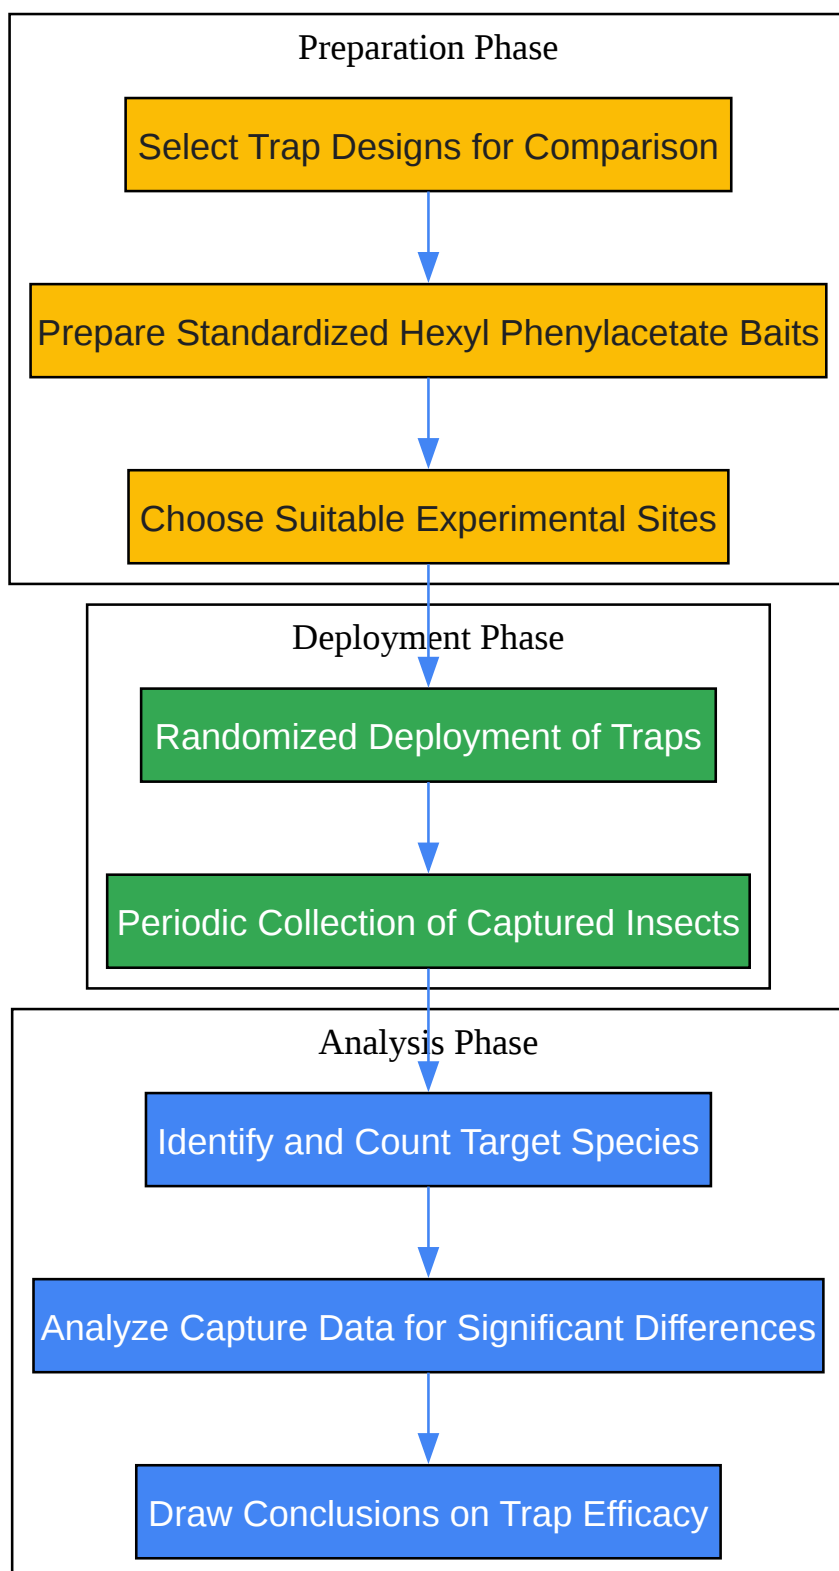 Preparation Phase
Select Trap Designs for Comparison
Prepare Standardized Hexyl Phenylacetate Baits
Choose Suitable Experimental Sites
Deployment Phase
Randomized Deployment of Traps
Periodic Collection of Captured Insects
Analysis Phase
Identify and Count Target Species
Analyze Capture Data for Significant Differences
Draw Conclusions on Trap Efficacy